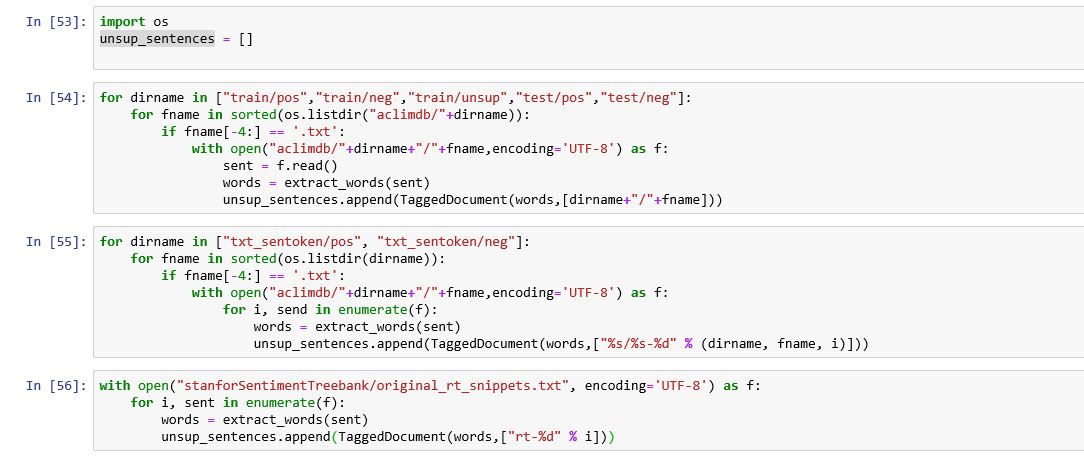 In [53]: import os
unsup_sentences = []
In [54]: for dirname in ["train/pos","train/neg","train/unsup","test/pos","test/neg"]:
for fname in sorted(os.listdir("aclimdb/"+dirname)):
if fname[-4:] == '.txt':
with open("aclimdb/"+dirname+"/"+fname,encoding='UTF-8') as f:
sent = f.read()
words = extract_words(sent)
unsup_sentences.append(TaggedDocument(words,[dirname+"/"+fname]))
In [55]: for dirname in ["txt_sentoken/pos", "txt_sentoken/neg"]:
for fname in sorted(os.listdir(dirname)):
if fname[-4:] == '.txt':
with open("aclimdb/"+dirname+"/"+fname,encoding='UTF-8') as f:
for i, send in enumerate(f):
words = extract_words(sent)
unsup_sentences.append(TaggedDocument(words,["%s/%s-%d" % (dirname, fname, i)]))
In [56]: with open("stanforSentimentTreebank/original_rt_snippets.txt", encoding='UTF-8') as f:
for i, sent in enumerate(f):
words = extract_words(sent)
unsup_sentences.append(TaggedDocument(words,["rt-%d" % i]))